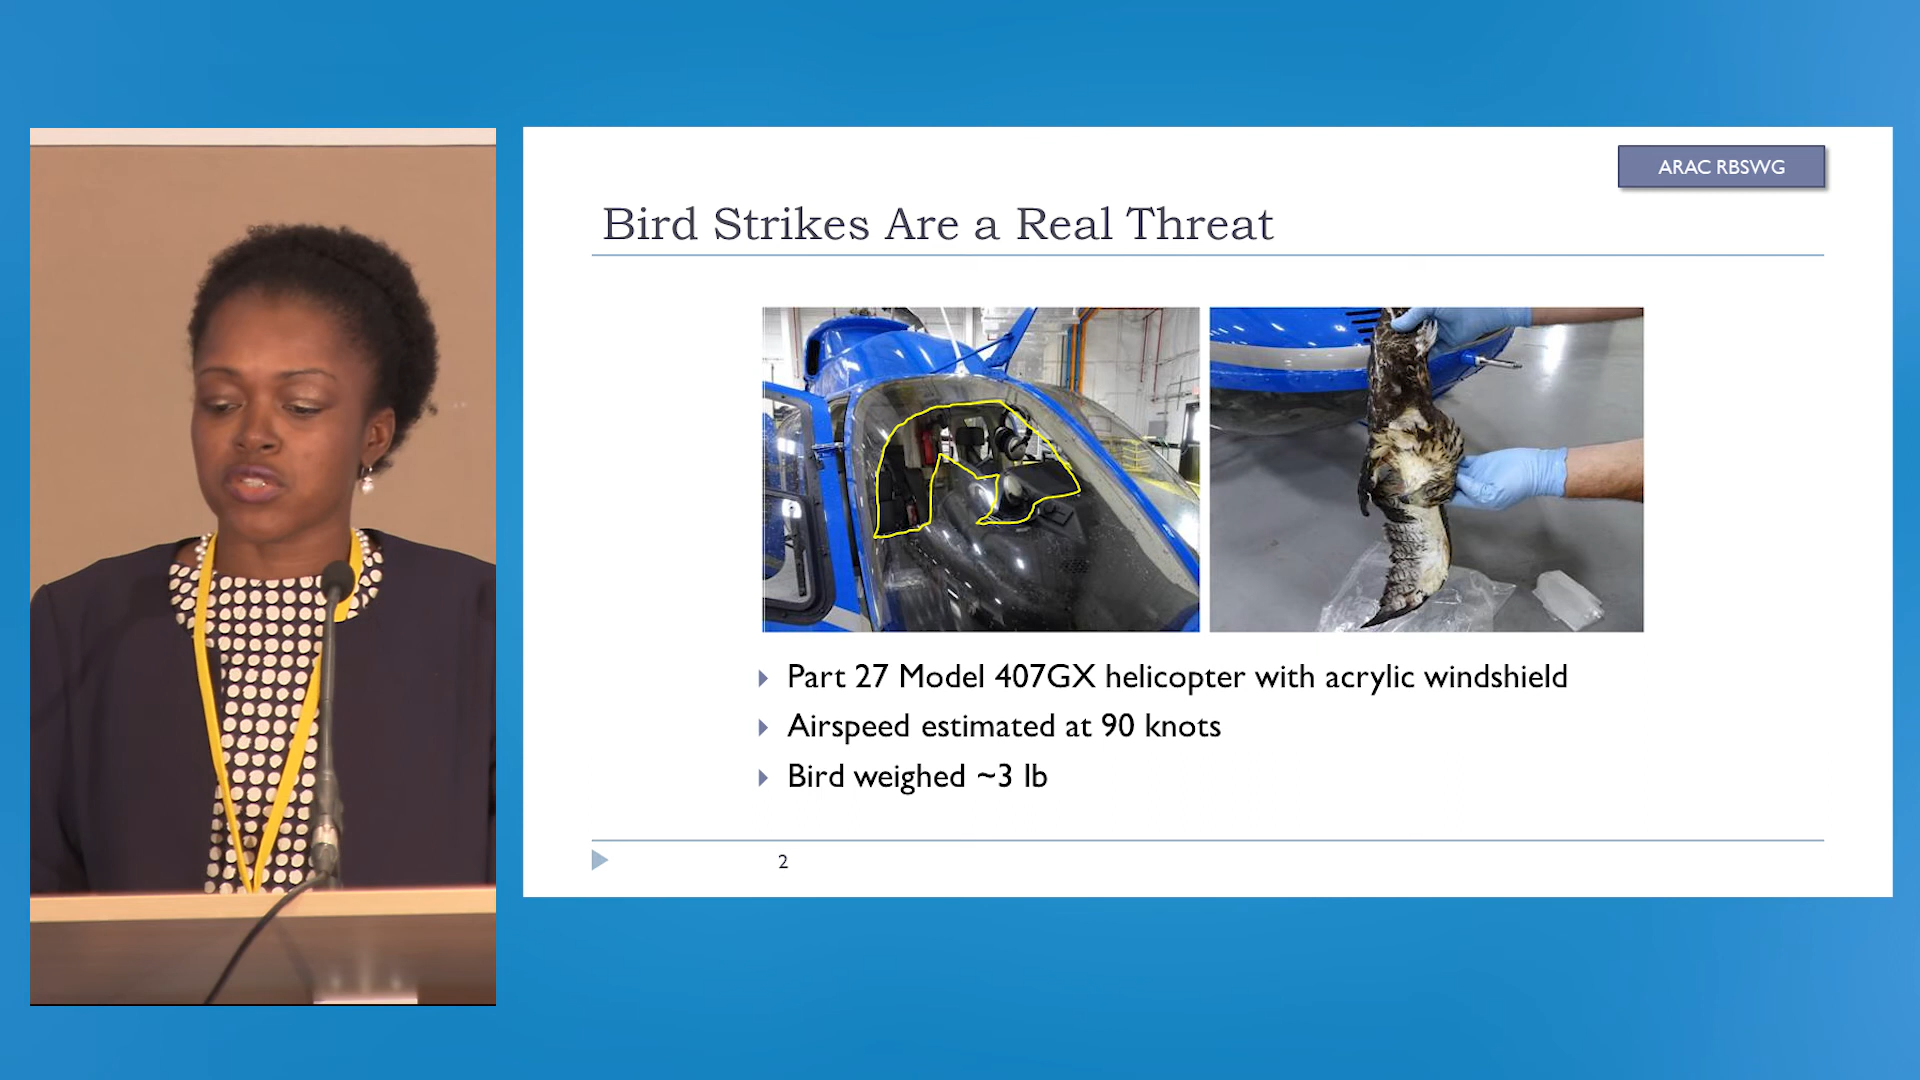 ARAC RBSWG
Bird Strikes Are a Real Threat
Part 27 Model 407GX helicopter with acrylic windshield
Airspeed estimated at 90 knots
Bird weighed ~3 lb
2